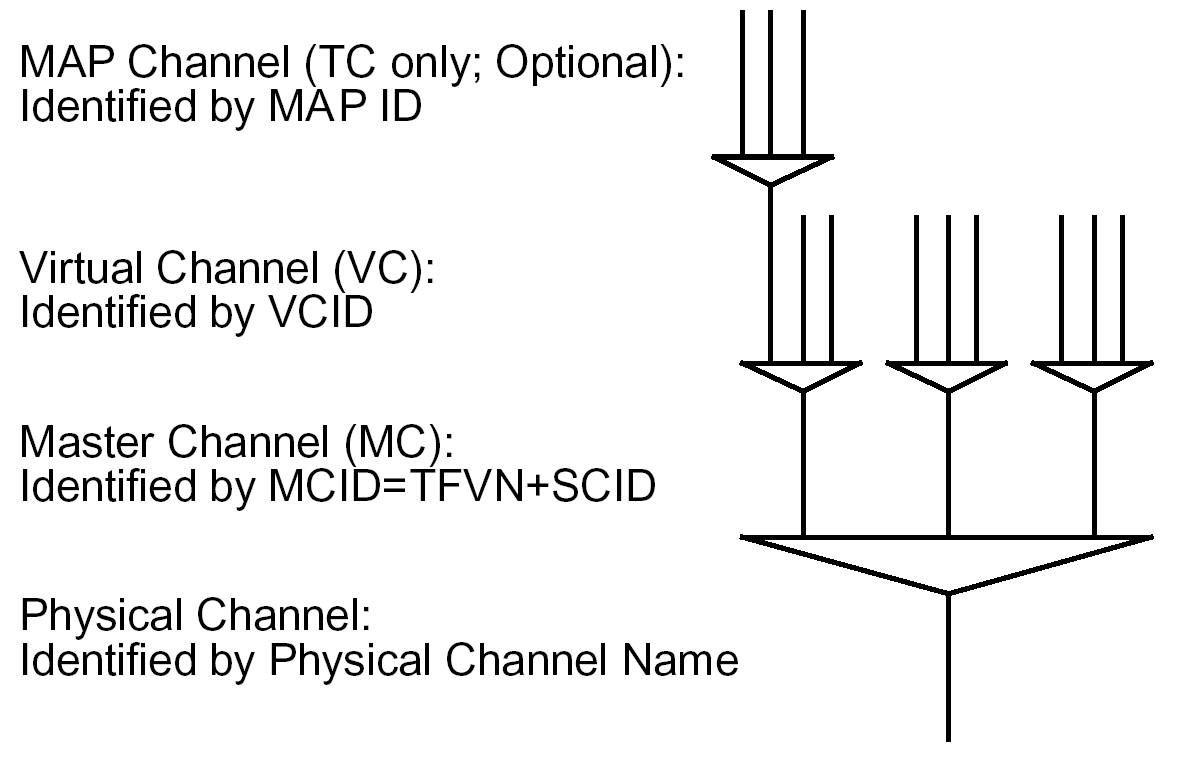 MAP Channel (TC only; Optional):
Identified by MAP ID
Virtual Channel (VC):
Identified by VCID
Master Channel (MC):
Identified by MCID=TFVN+SCID
Physical Channel:
Identified by Physical Channel Name